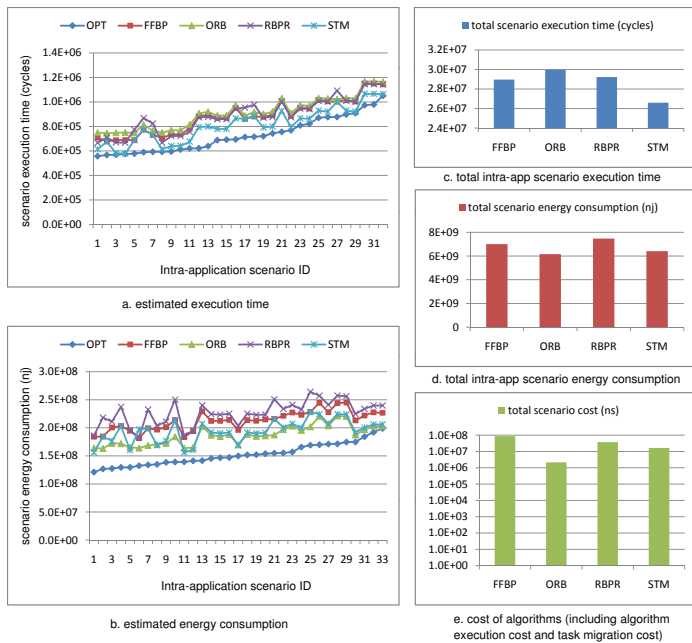 OPT FFBP ORB RBPR STM
scenario execution time (cycles)
1.4E+06
1.2E+06
1.0E+06
8.0E+05
6.0E+05
4.0E+05
2.0E+05
0.0E+00
1 3 5 7 9 11 13 15 17 19 21 23 25 27 29 31
Intra-application scenario ID
a. estimated execution time
OPT FFBP ORB RBPR STM
scenario energy consumption (nj)
3.0E+08
2.5E+08
2.0E+08
1.5E+08
1.0E+08
5.0E+07
0.0E+00
1 3 5 7 9 11 13 15 17 19 21 23 25 27 29 31 33
Intra-application scenario ID
b. estimated energy consumption
total scenario execution time (cycles)
3.2E+07
3.0E+07
2.8E+07
2.6E+07
2.4E+07
FFBP ORB RBPR STM
c. total intra-app scenario execution time
total scenario energy consumption (nj)
8E+09
6E+09
4E+09
2E+09
0
FFBP ORB RBPR STM
d. total intra-app scenario energy consumption
total scenario cost (ns)
1.0E+08
1.0E+07
1.0E+06
1.0E+05
1.0E+04
1.0E+03
1.0E+02
1.0E+01
1.0E+00
FFBP ORB RBPR STM
e. cost of algorithms (including algorithm
execution cost and task migration cost)